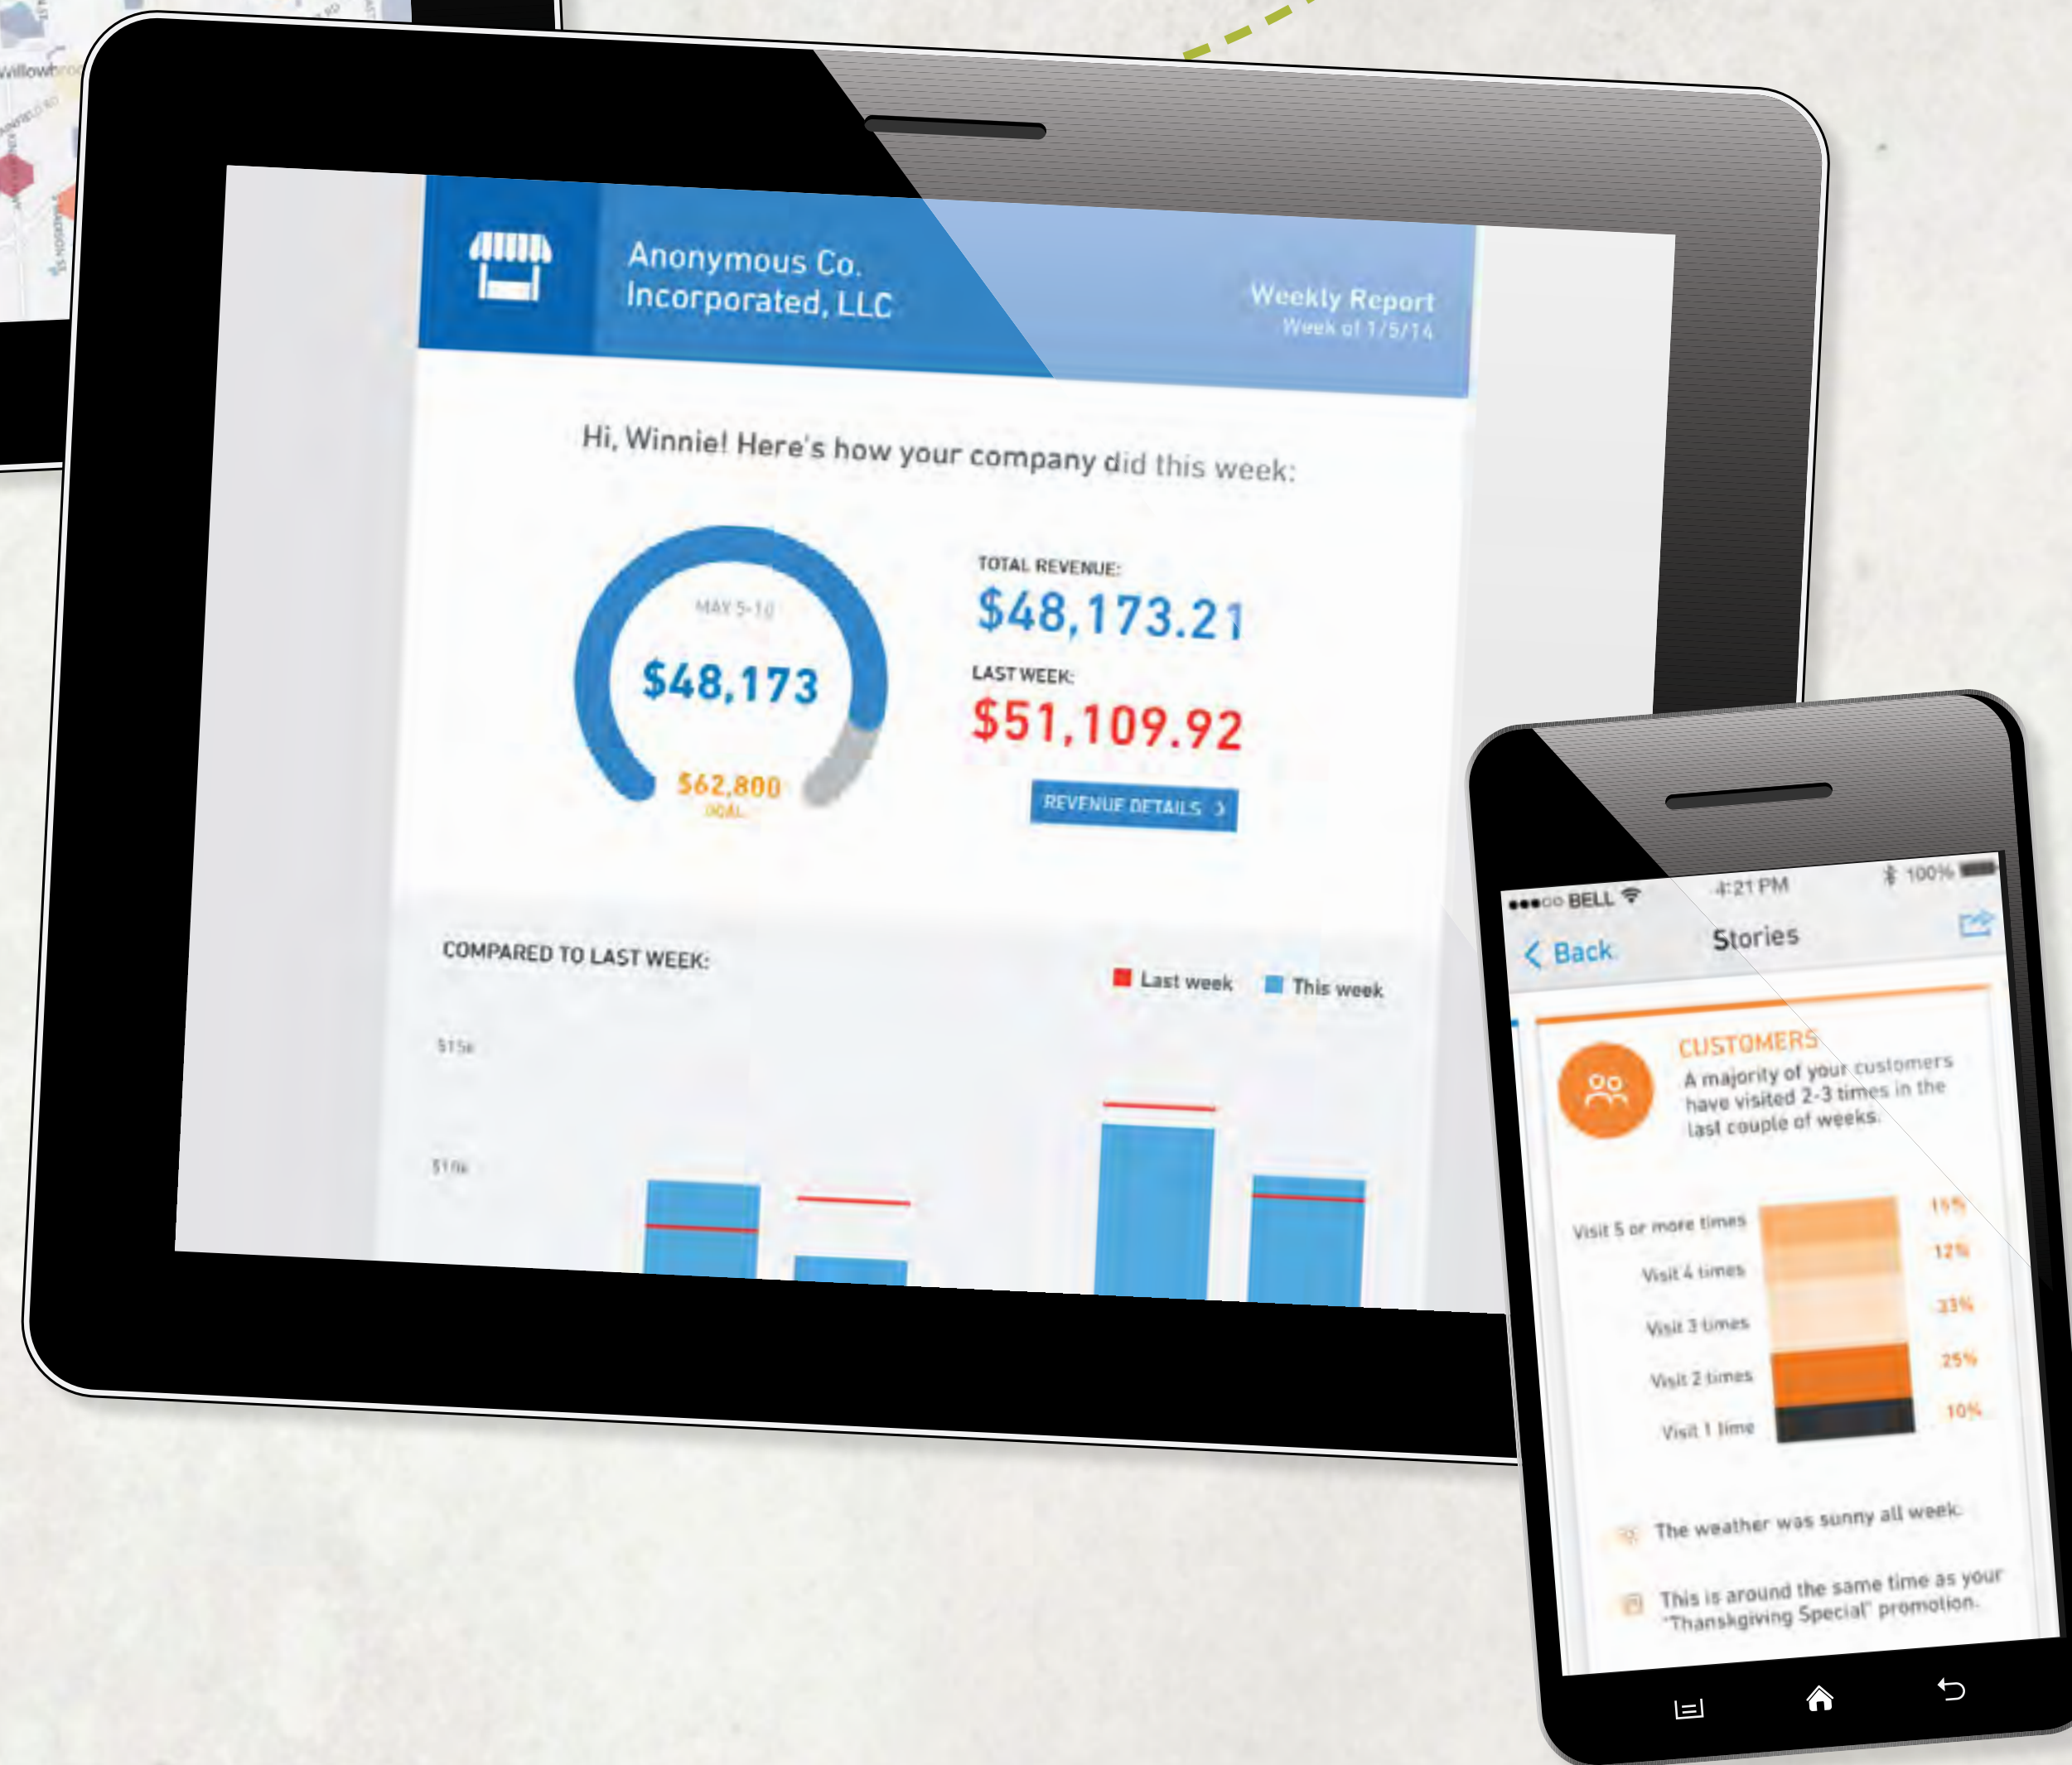 Anonymous Co.
Incorporated, LLC
Weekly Report
Week of 1/5/14
Hi, Winnie! Here's how your company did this week:
MAY 5-10
$48,173
$62,800
GOAL
TOTAL REVENUE:
$48,173.21
LAST WEEK:
$51,109.92
REVENUE DETAILS
COMPARED TO LAST WEEK:
Last week
This week
$15k
$10k
BELL
4:21 PM
100%
Back
Stories
CUSTOMERS
A majority of your customers
have visited 2-3 times in the
last couple of weeks.
Visit 5 or more times
Visit 4 times 12%
Visit 3 times 33%
Visit 2 times 25%
Visit 1 time 10%
The weather was sunny all week.
This is around the same time as your
"Thanskgiving Special" promotion.